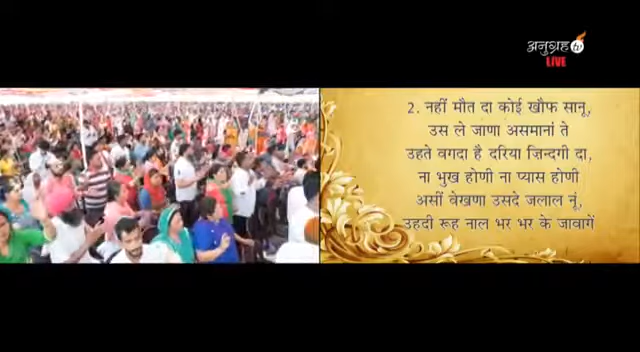 अनुग्रह tv
LIVE
2. नहीं मौत दा कोई खौफ सानू,
उस ले जाणा असमानां ते
उहते वगदा है दरिया ज़िन्दगी दा,
ना भुख होणी ना प्यास होणी
असीं वेखणा उसदे जलाल नूं,
उहदी रूह नाल भर भर के जावागें